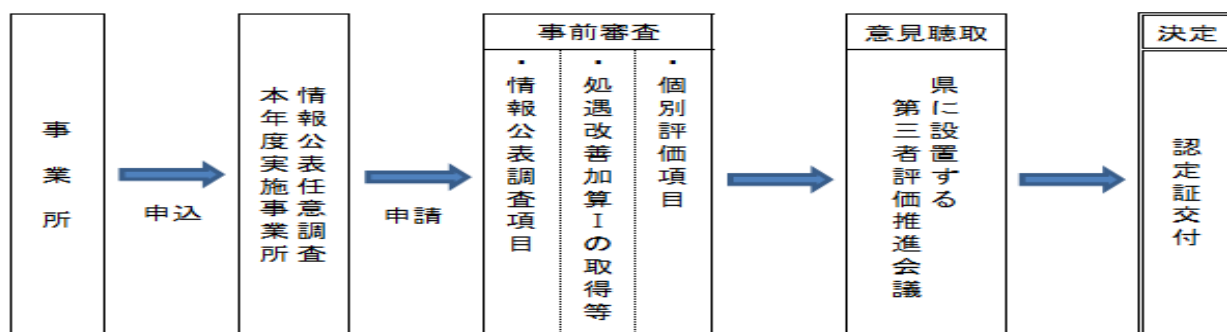 事業所
申込
情報公表任意調査
本年度実施事業所
申請
事前審査
・情報公表調査項目
・処遇改善加算Ⅰの取得等
・個別評価項目
意見聴取
県に設置する
第三者評価推進会議
決定
認定証交付